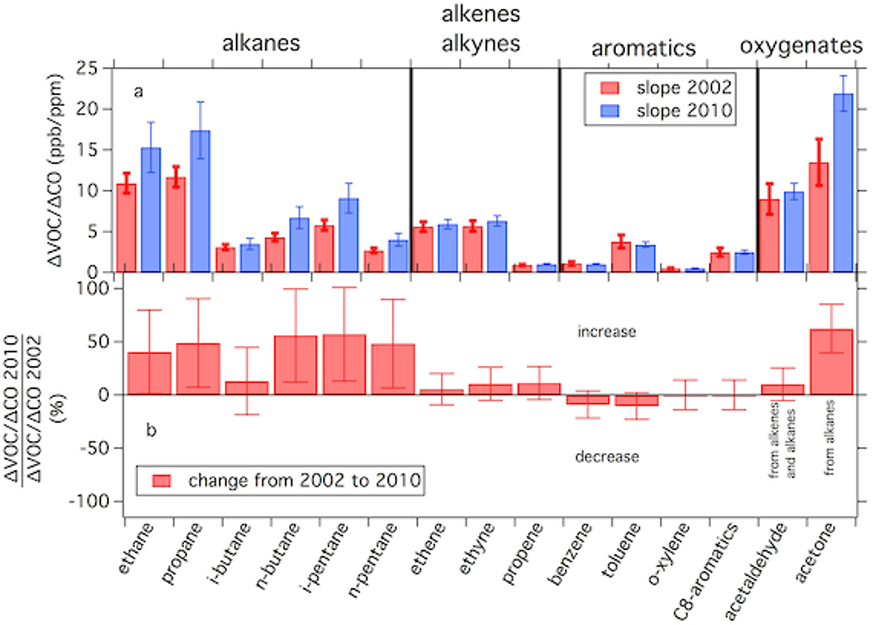 alkenes
alkanes
alkynes
aromatics
oxygenates
25
20
15
10
5
0
ΔVOC/ΔCO (ppb/ppm)
a
slope 2002
slope 2010
100
50
0
-50
-100
ΔVOC/ΔCO 2010
ΔVOC/ΔCO 2002
(%)
increase
decrease
b
change from 2002 to 2010
from alkenes
and alkanes
from alkanes
ethane
propane
i-butane
n-butane
i-pentane
n-pentane
ethene
ethyne
propene
benzene
toluene
o-xylene
C8-aromatics
acetaldehyde
acetone